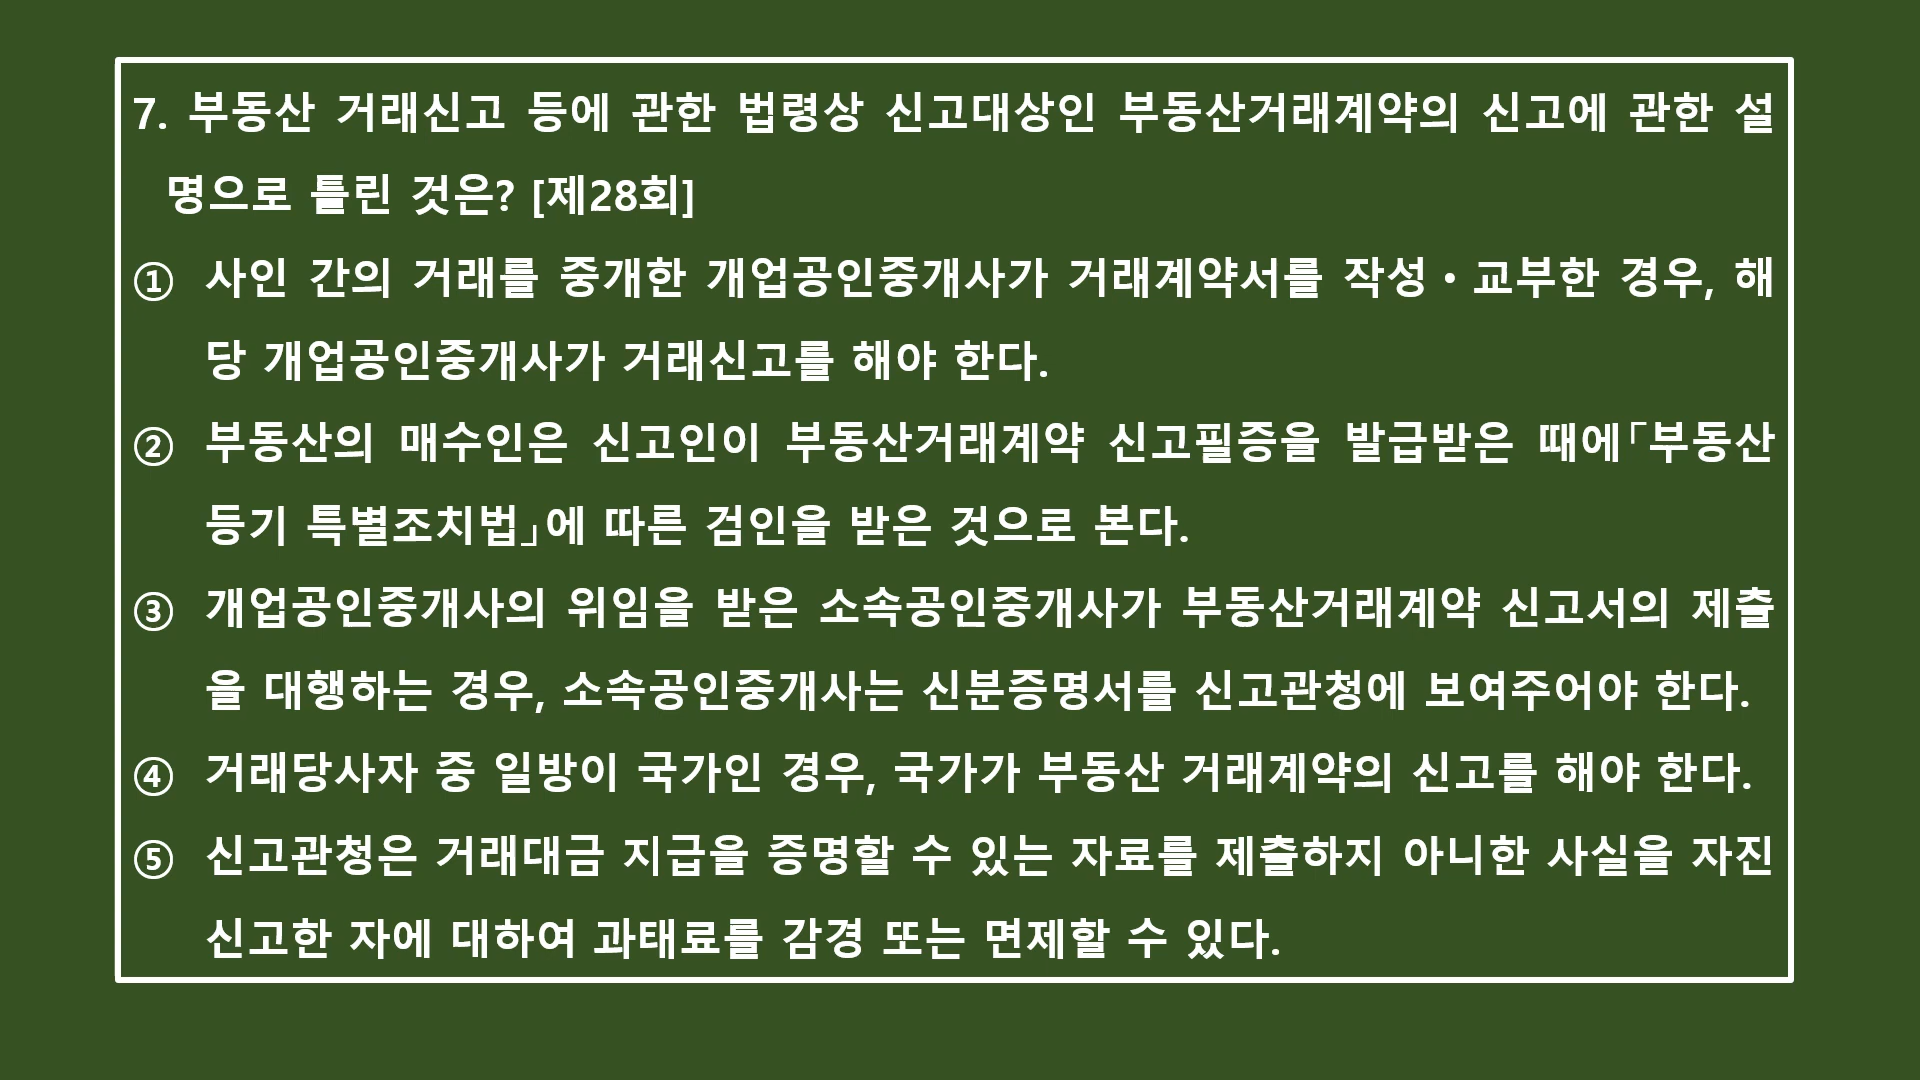 7. 부동산 거래신고 등에 관한 법령상 신고대상인 부동산거래계약의 신고에 관한 설
명으로 틀린 것은? [제28회]
① 사인 간의 거래를 중개한 개업공인중개사가 거래계약서를 작성・교부한 경우, 해
당 개업공인중개사가 거래신고를 해야 한다.
② 부동산의 매수인은 신고인이 부동산거래계약 신고필증을 발급받은 때에「부동산
등기 특별조치법」에 따른 검인을 받은 것으로 본다.
③ 개업공인중개사의 위임을 받은 소속공인중개사가 부동산거래계약 신고서의 제출
을 대행하는 경우, 소속공인중개사는 신분증명서를 신고관청에 보여주어야 한다.
④ 거래당사자 중 일방이 국가인 경우, 국가가 부동산 거래계약의 신고를 해야 한다.
⑤ 신고관청은 거래대금 지급을 증명할 수 있는 자료를 제출하지 아니한 사실을 자진
신고한 자에 대하여 과태료를 감경 또는 면제할 수 있다.